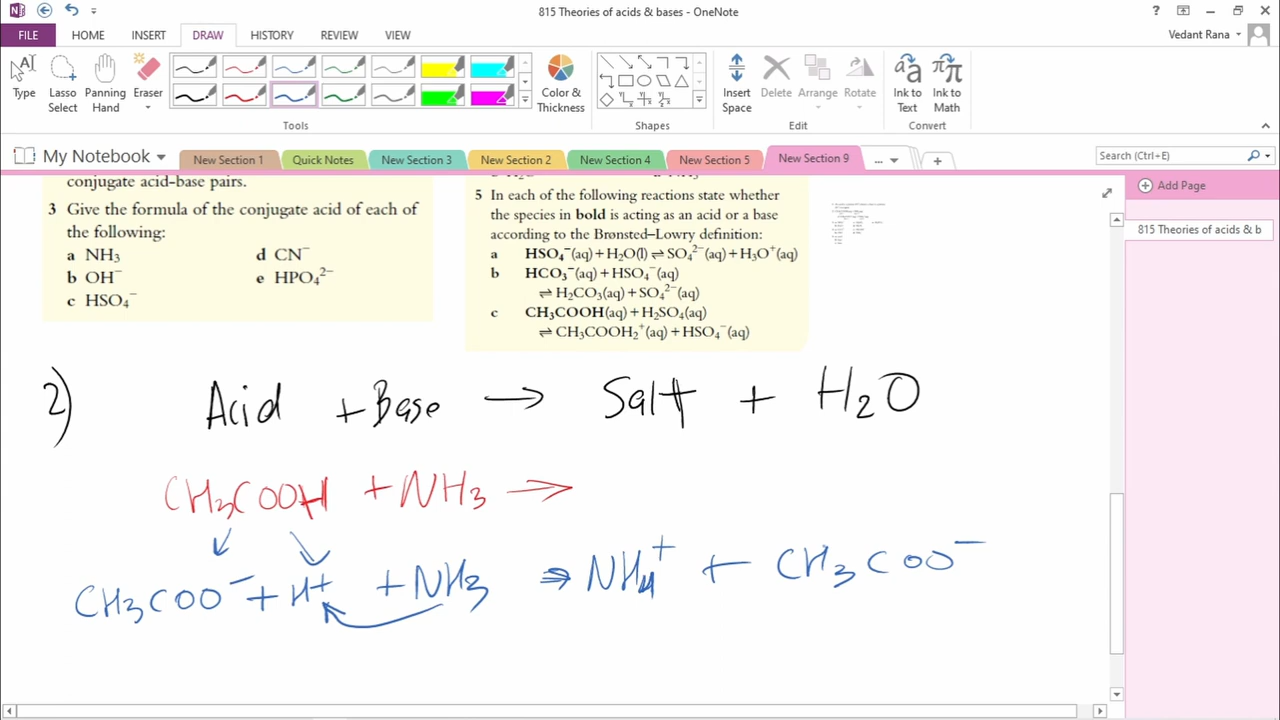 815 Theories of acids & bases - OneNote
FILE HOME INSERT DRAW HISTORY REVIEW VIEW
Vedant Rana
Type
Lasso Select
Panning Hand
Eraser
Color & Thickness
Insert Space
Delete
Arrange
Rotate
Ink to Text
Ink to Math
Tools
Shapes
Edit
Convert
My Notebook
New Section 1
Quick Notes
New Section 3
New Section 2
New Section 4
New Section 5
New Section 9
...
Search (Ctrl+E)
Add Page
815 Theories of acids & b
conjugate acid–base pairs.
3 Give the formula of the conjugate acid of each of
the following:
a NH₃ d CN⁻
b OH⁻ e HPO₄²⁻
c HSO₄⁻
5 In each of the following reactions state whether
the species in bold is acting as an acid or a base
according to the Brønsted–Lowry definition:
a HSO₄⁻(aq) + H₂O(l) ⇌ SO₄²⁻(aq) + H₃O⁺(aq)
b HCO₃⁻(aq) + HSO₄⁻(aq)
⇌ H₂CO₃(aq) + SO₄²⁻(aq)
c CH₃COOH(aq) + H₂SO₄(aq)
⇌ CH₃COOH₂⁺(aq) + HSO₄⁻(aq)
2) Acid + Base → Salt + H₂O
CH₃COOH + NH₃ →
CH₃COO⁻ + H⁺ + NH₃ ⇒ NH₄⁺ + CH₃COO⁻